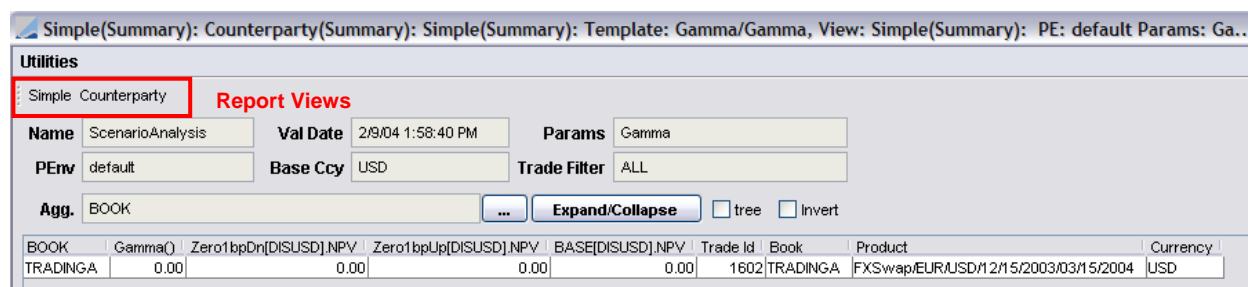 Simple(Summary): Counterparty(Summary): Simple(Summary): Template: Gamma/Gamma, View: Simple(Summary): PE: default Params: Ga...
Utilities
Simple Counterparty Report Views
Name ScenarioAnalysis Val Date 2/9/04 1:58:40 PM Params Gamma
PEnv default Base Ccy USD Trade Filter ALL
Agg. BOOK ... Expand/Collapse tree Invert
BOOK Gamma() Zero1bpDn[DISUSD].NPV Zero1bpUp[DISUSD].NPV BASE[DISUSD].NPV Trade Id Book Product Currency
TRADINGA 0.00 0.00 0.00 0.00 1602 TRADINGA FXSwap/EUR/USD/12/15/2003/03/15/2004 USD